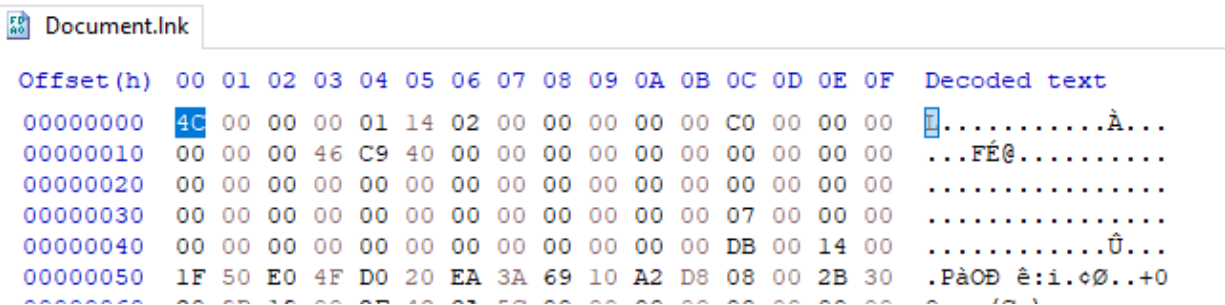 Document.lnk
Offset(h) 00 01 02 03 04 05 06 07 08 09 0A 0B 0C 0D 0E 0F Decoded text
00000000 4C 00 00 00 01 14 02 00 00 00 00 00 C0 00 00 00 L...........À...
00000010 00 00 00 46 C9 40 00 00 00 00 00 00 00 00 00 00 ...FÉ@..........
00000020 00 00 00 00 00 00 00 00 00 00 00 00 00 00 00 00 ................
00000030 00 00 00 00 00 00 00 00 00 00 00 00 07 00 00 00 ................
00000040 00 00 00 00 00 00 00 00 00 00 00 00 DB 00 14 00 ............Û...
00000050 1F 50 E0 4F D0 20 EA 3A 69 10 A2 D8 08 00 2B 30 .PàOÐ ê:i.¢Ø..+0